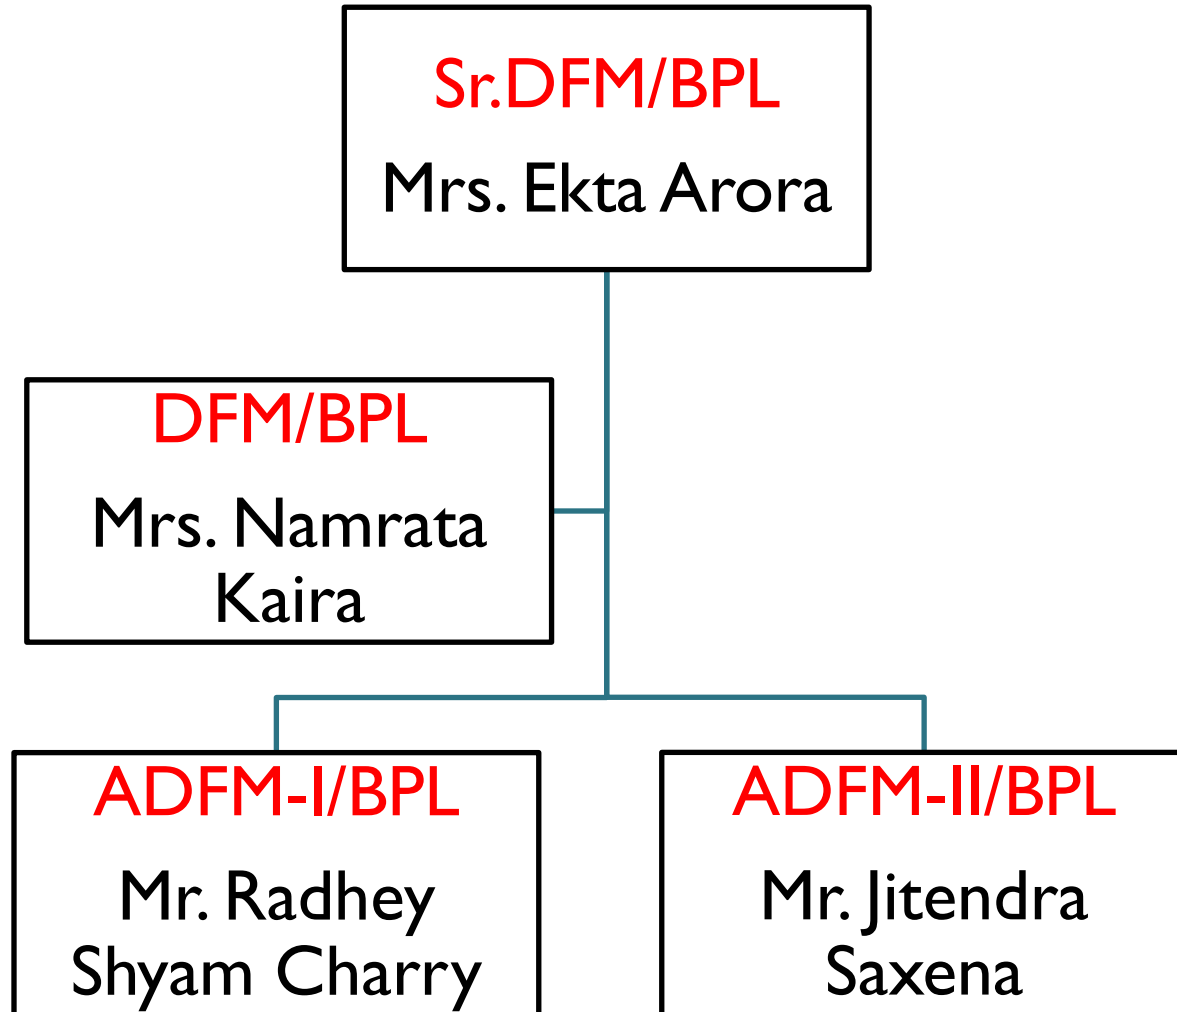 Sr.DFM/BPL
Mrs. Ekta Arora
DFM/BPL
Mrs. Namrata
Kaira
ADFM-I/BPL
Mr. Radhey
Shyam Charry
ADFM-II/BPL
Mr. Jitendra
Saxena